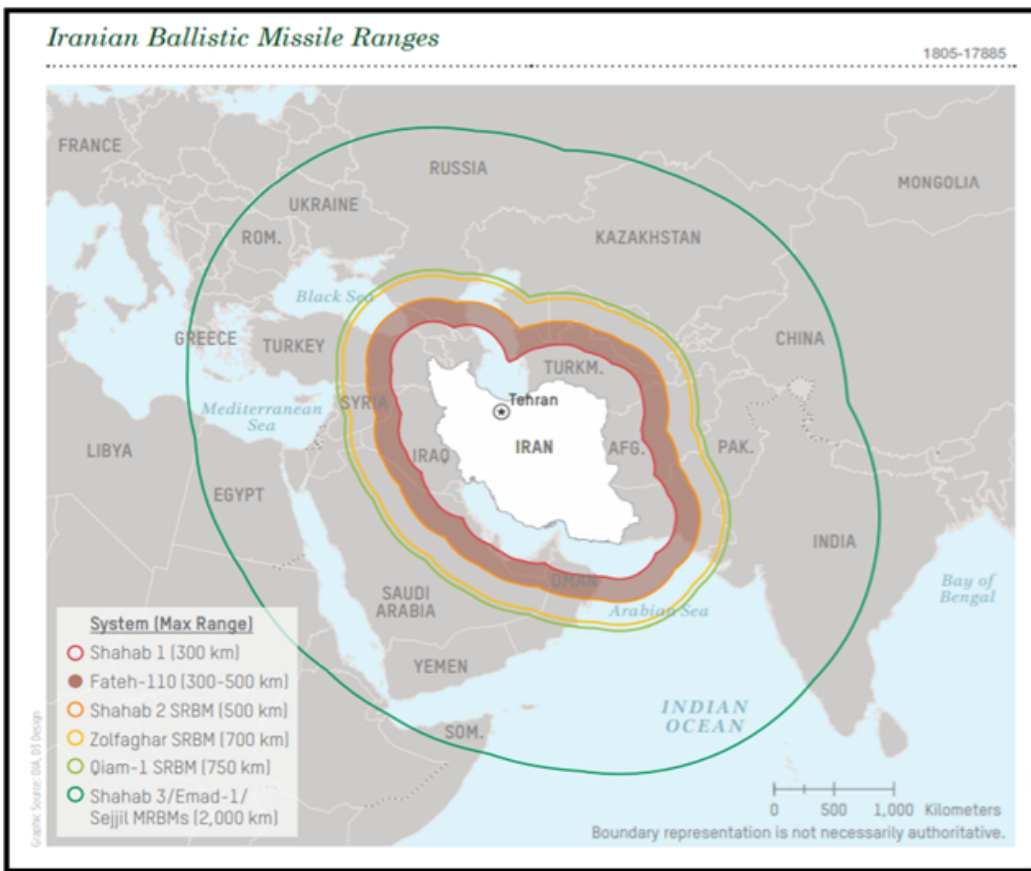 Iranian Ballistic Missile Ranges
1805-17885
FRANCE
RUSSIA
MONGOLIA
UKRAINE
ROM.
KAZAKHSTAN
Black Sea
GREECE
TURKEY
CHINA
TURKM.
Tehran
SYRIA
Mediterranean
Sea
LIBYA
IRAQ
IRAN
AFG.
PAK.
EGYPT
INDIA
SAUDI
ARABIA
OMAN
Arabian Sea
Bay of
Bengal
YEMEN
SOM.
INDIAN
OCEAN
System (Max Range)
Shahab 1 (300 km)
Fateh-110 (300-500 km)
Shahab 2 SRBM (500 km)
Zolfaghar SRBM (700 km)
Qiam-1 SRBM (750 km)
Shahab 3/Emad-1/
Sejjil MRBMs (2,000 km)
0 500 1,000 Kilometers
Boundary representation is not necessarily authoritative.
Graphic Source: DIA, D3 Design